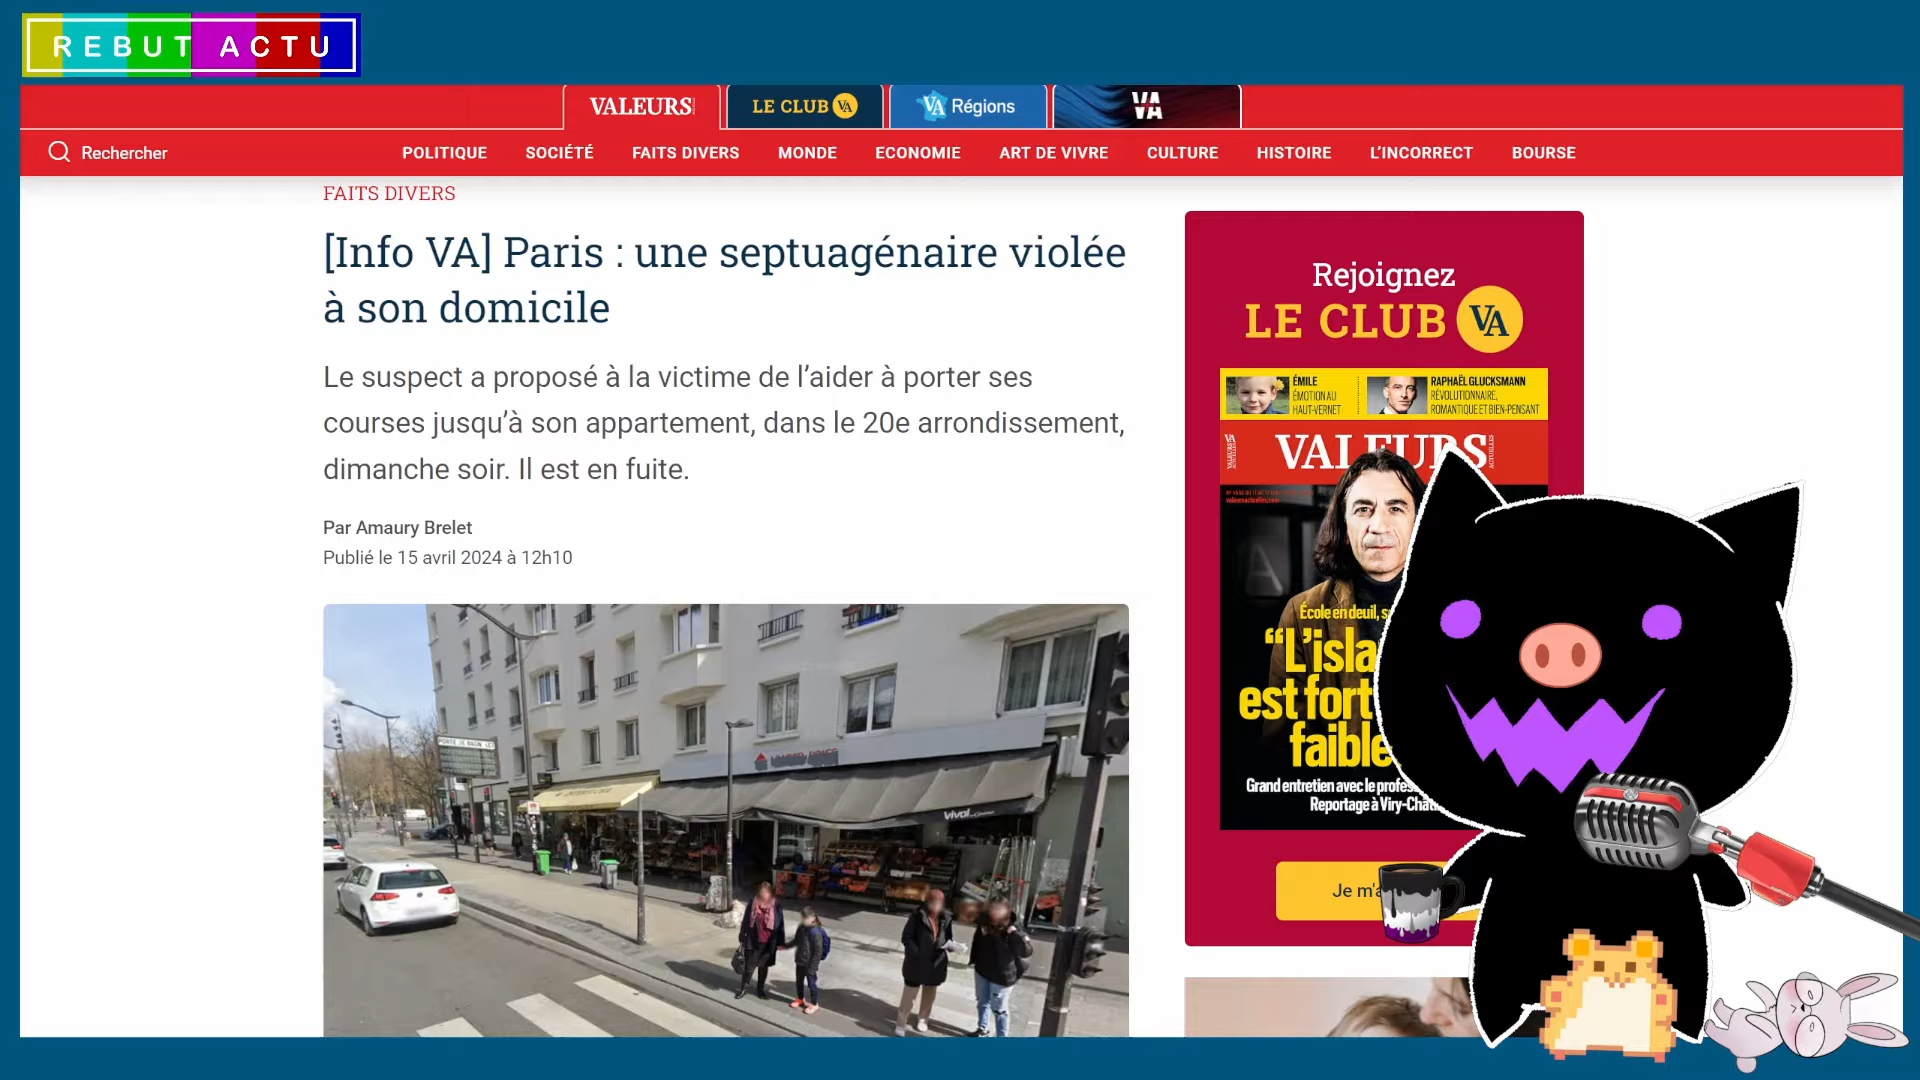 REBUT ACTU
VALEURS
LE CLUB VA
VA Régions
VA
Rechercher
POLITIQUE SOCIÉTÉ FAITS DIVERS MONDE ECONOMIE ART DE VIVRE CULTURE HISTOIRE L'INCORRECT BOURSE
FAITS DIVERS
[Info VA] Paris : une septuagénaire violée
à son domicile
Le suspect a proposé à la victime de l'aider à porter ses
courses jusqu'à son appartement, dans le 20e arrondissement,
dimanche soir. Il est en fuite.
Par Amaury Brelet
Publié le 15 avril 2024 à 12h10
Vival
Rejoignez
LE CLUB VA
ÉMILE
ÉMOTION AU
HAUT-VERNET
RAPHAËL GLUCKSMANN
RÉVOLUTIONNAIRE,
ROMANTIQUE ET BIEN-PENSANT
VALEURS
École en deuil,
“L'isla
est fort
faible
Grand entretien avec le profes
Reportage à Viry-Chât
Je m'a